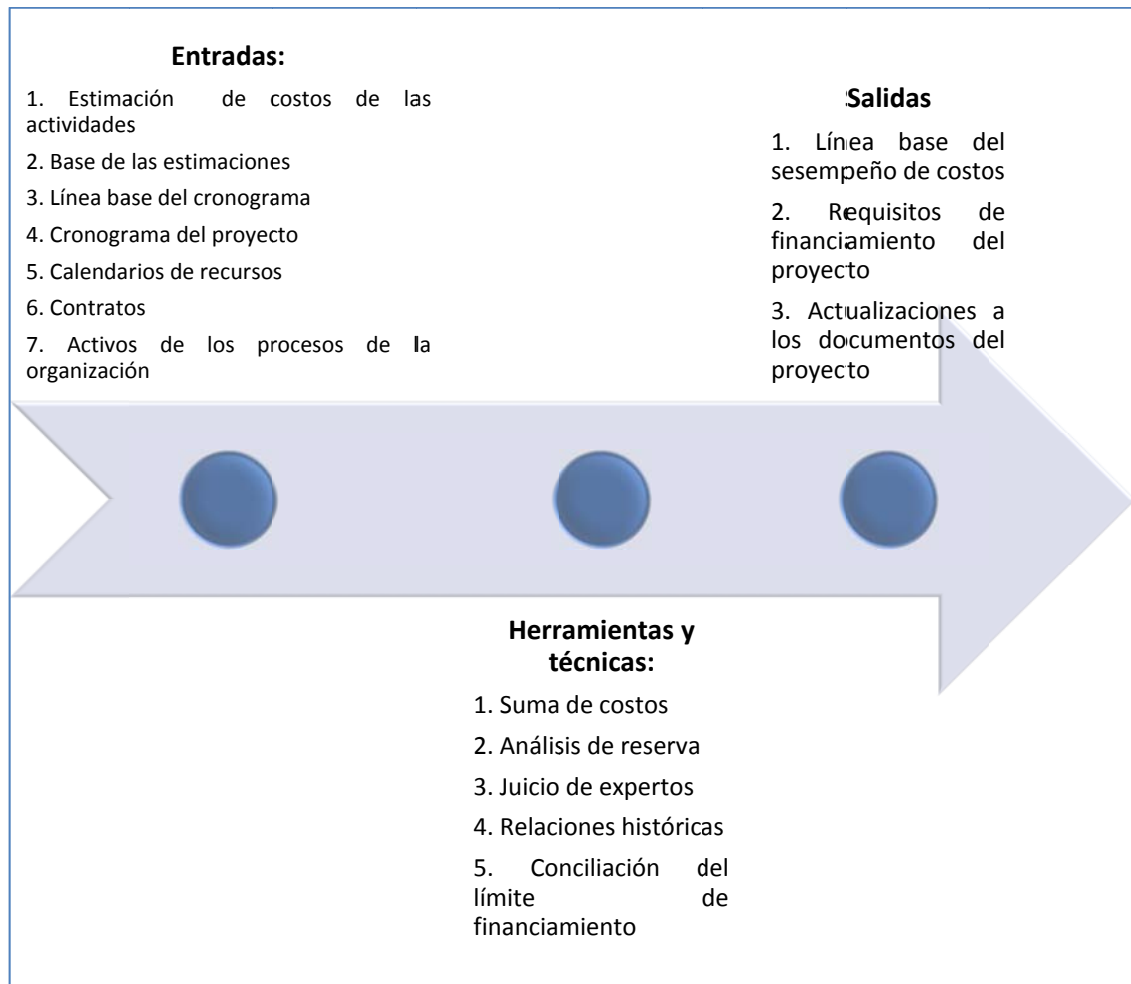 Entradas:
1. Estimación de costos de las
actividades
2. Base de las estimaciones
3. Línea base del cronograma
4. Cronograma del proyecto
5. Calendarios de recursos
6. Contratos
7. Activos de los procesos de la
organización
Salidas
1. Línea base del
sesempeño de costos
2. Requisitos de
financiamiento del
proyecto
3. Actualizaciones a
los documentos del
proyecto
Herramientas y
técnicas:
1. Suma de costos
2. Análisis de reserva
3. Juicio de expertos
4. Relaciones históricas
5. Conciliación del
límite de
financiamiento